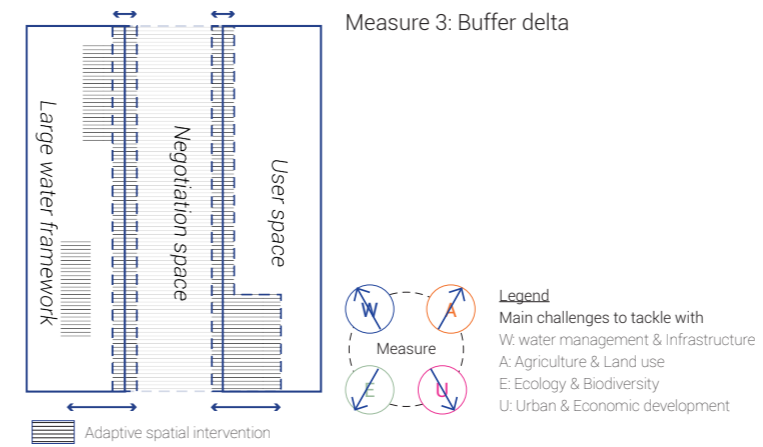 Measure 3: Buffer delta
Large water framework
Negotiation space
User space
W
A
Measure
E
U
Legend
Main challenges to tackle with
W: water management & Infrastructure
A: Agriculture & Land use
E: Ecology & Biodiversity
U: Urban & Economic development
Adaptive spatial intervention